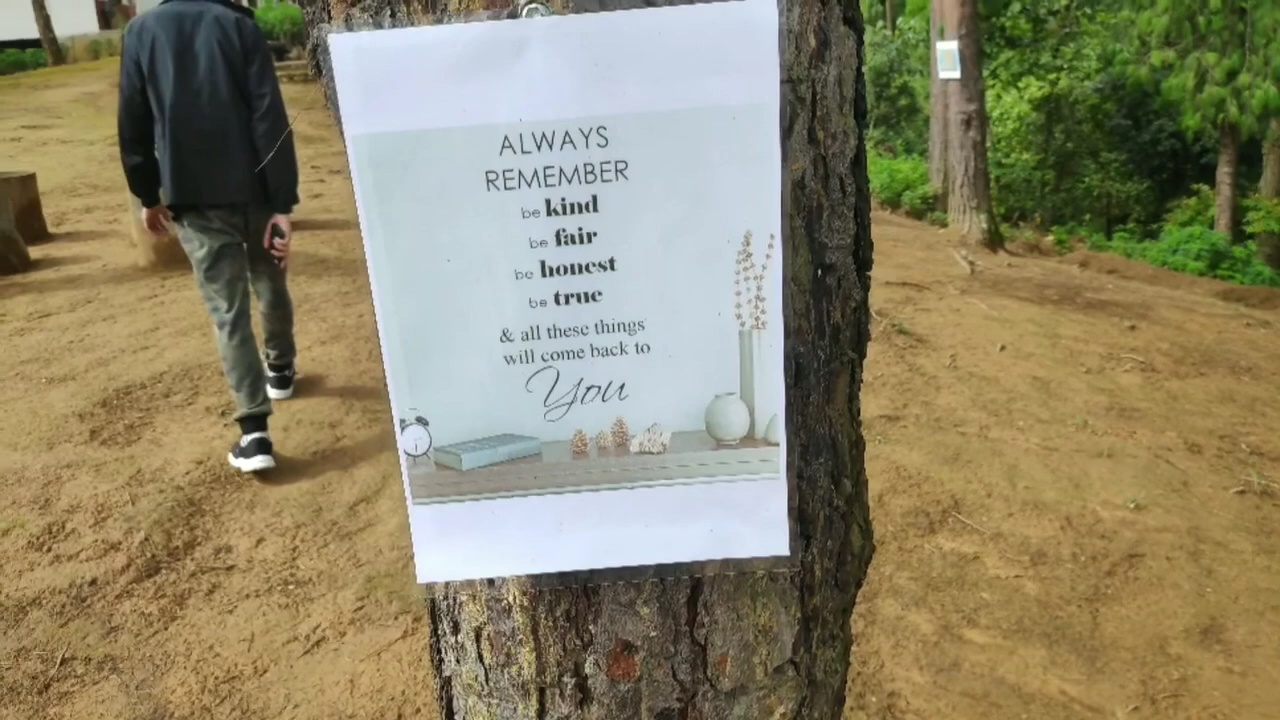 ALWAYS
REMEMBER
be kind
be fair
be honest
be true
& all these things
will come back to
You